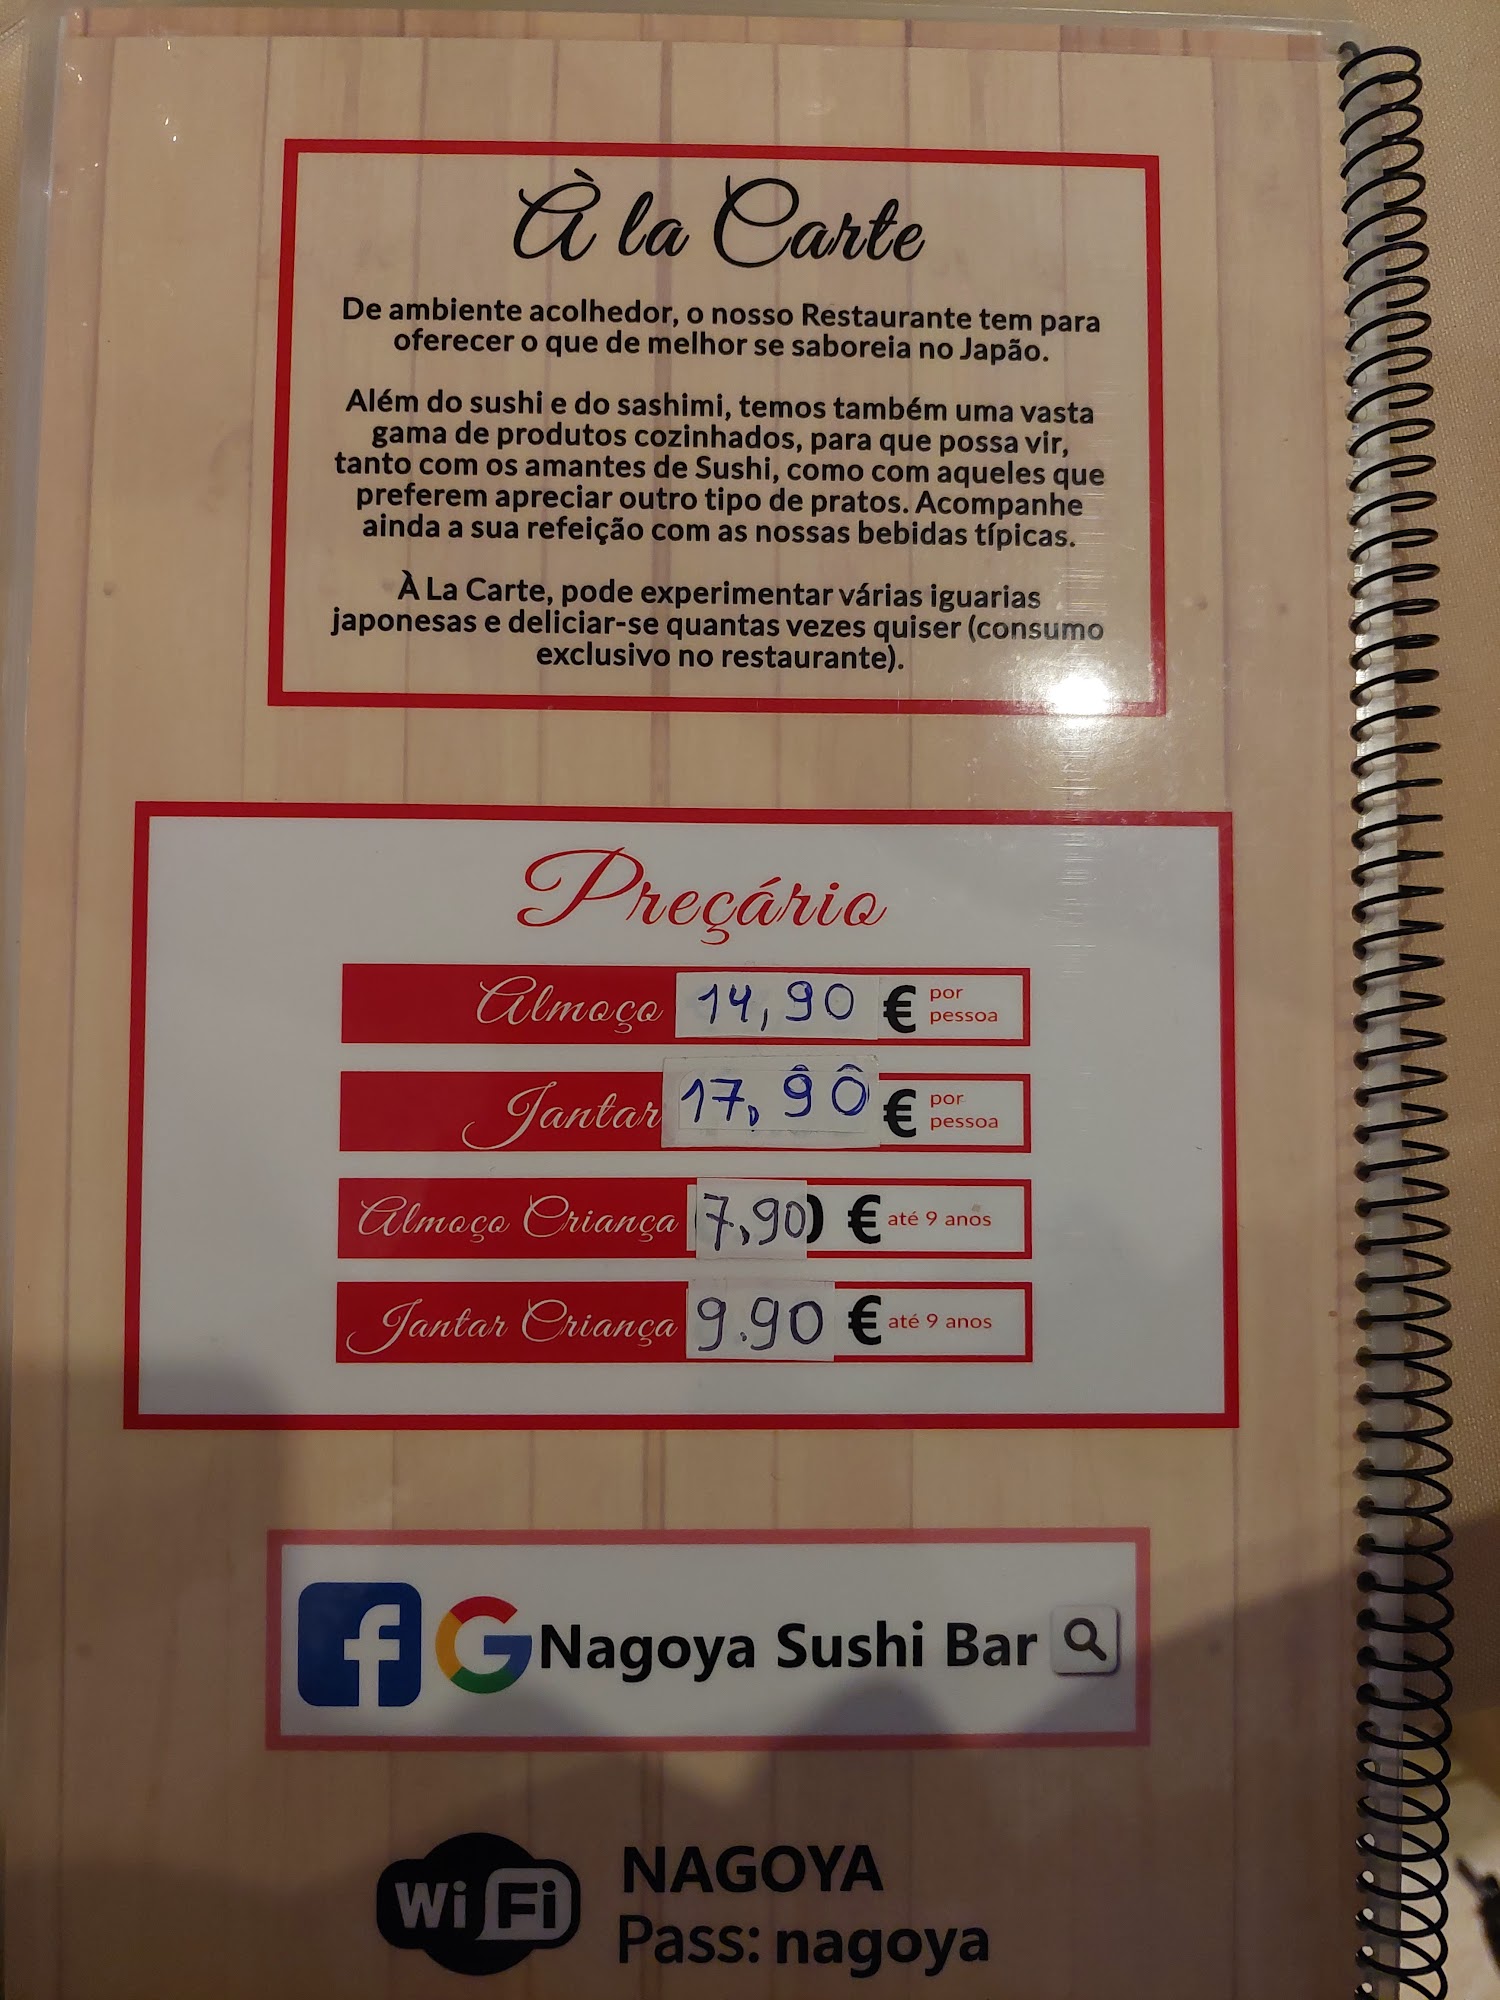 À la Carte
De ambiente acolhedor, o nosso Restaurante tem para
oferecer o que de melhor se saboreia no Japão.
Além do sushi e do sashimi, temos também uma vasta
gama de produtos cozinhados, para que possa vir,
tanto com os amantes de Sushi, como com aqueles que
preferem apreciar outro tipo de pratos. Acompanhe
ainda a sua refeição com as nossas bebidas típicas.
À La Carte, pode experimentar várias iguarias
japonesas e deliciar-se quantas vezes quiser (consumo
exclusivo no restaurante).
Preçário
Almoço 14,90 € por pessoa
Jantar 17,90 € por pessoa
Almoço Criança 7,90 € até 9 anos
Jantar Criança 9.90 € até 9 anos
f G Nagoya Sushi Bar
WiFi NAGOYA
Pass: nagoya